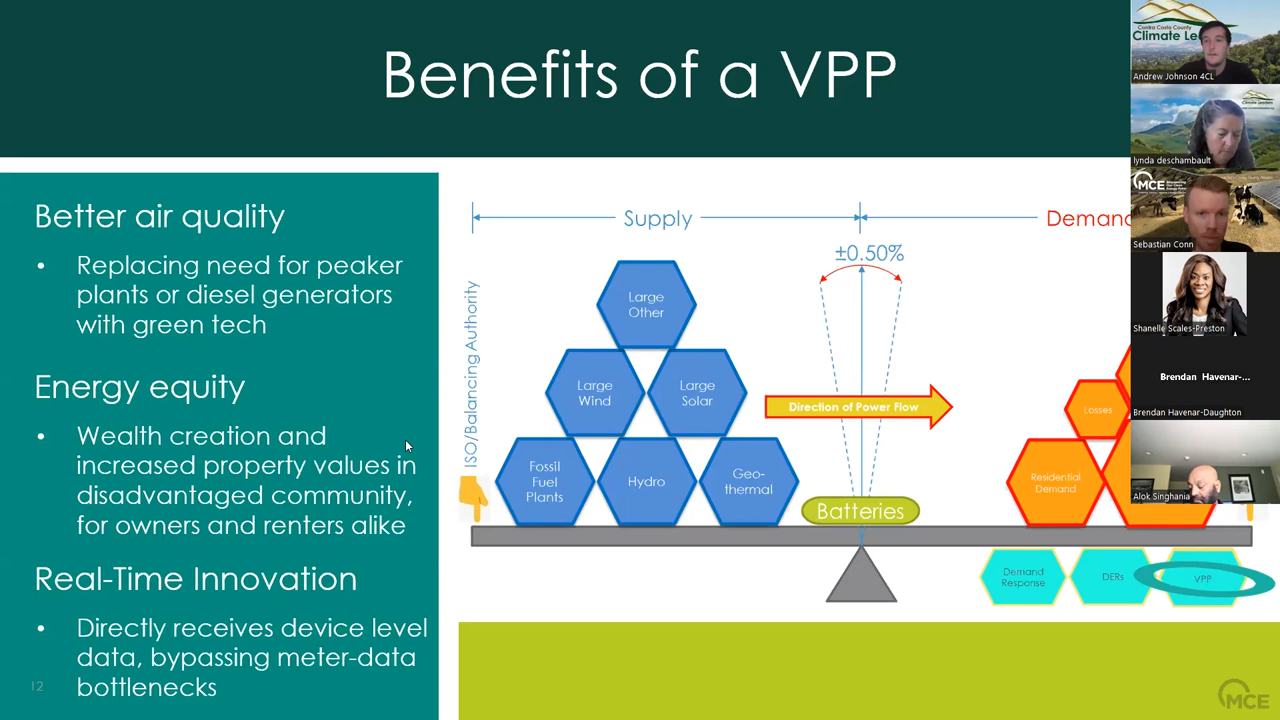 Benefits of a VPP
Better air quality
• Replacing need for peaker
plants or diesel generators
with green tech
Energy equity
• Wealth creation and
increased property values in
disadvantaged community,
for owners and renters alike
Real-Time Innovation
• Directly receives device level
data, bypassing meter-data
bottlenecks
12
Supply
Demand
±0.50%
ISO/Balancing Authority
Large
Other
Large
Wind
Large
Solar
Fossil
Fuel
Plants
Hydro
Geo-
thermal
Direction of Power Flow
Batteries
Losses
Residential
Demand
Demand
Response
DERs
VPP
MCE
Contra Costa County
Climate Le
Andrew Johnson 4CL
Climate Leaders
lynda deschambault
MCE
Sebastian Conn
Shanelle Scales-Preston
Brendan Havenar-...
Brendan Havenar-Daughton
Alok Singhania